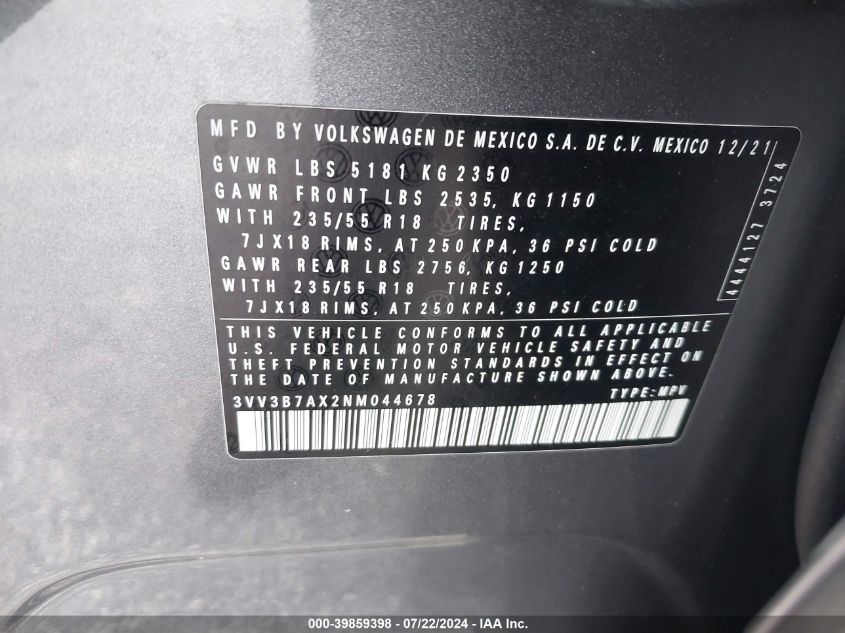 MFD BY VOLKSWAGEN DE MEXICO S.A. DE C.V. MEXICO 12/21
GVWR LBS 5181 KG 2350
GAWR FRONT LBS 2535, KG 1150
WITH 235/55 R18 TIRES,
7JX18 RIMS, AT 250 KPA, 36 PSI COLD
GAWR REAR LBS 2756, KG 1250
WITH 235/55 R18 TIRES,
7JX18 RIMS, AT 250 KPA, 36 PSI COLD
4444127 3724
THIS VEHICLE CONFORMS TO ALL APPLICABLE
U.S. FEDERAL MOTOR VEHICLE SAFETY AND
THEFT PREVENTION STANDARDS IN EFFECT ON
THE DATE OF MANUFACTURE SHOWN ABOVE.
3VV3B7AX2NM044678 TYPE: MPV
000-39859398 - 07/22/2024 - IAA Inc.